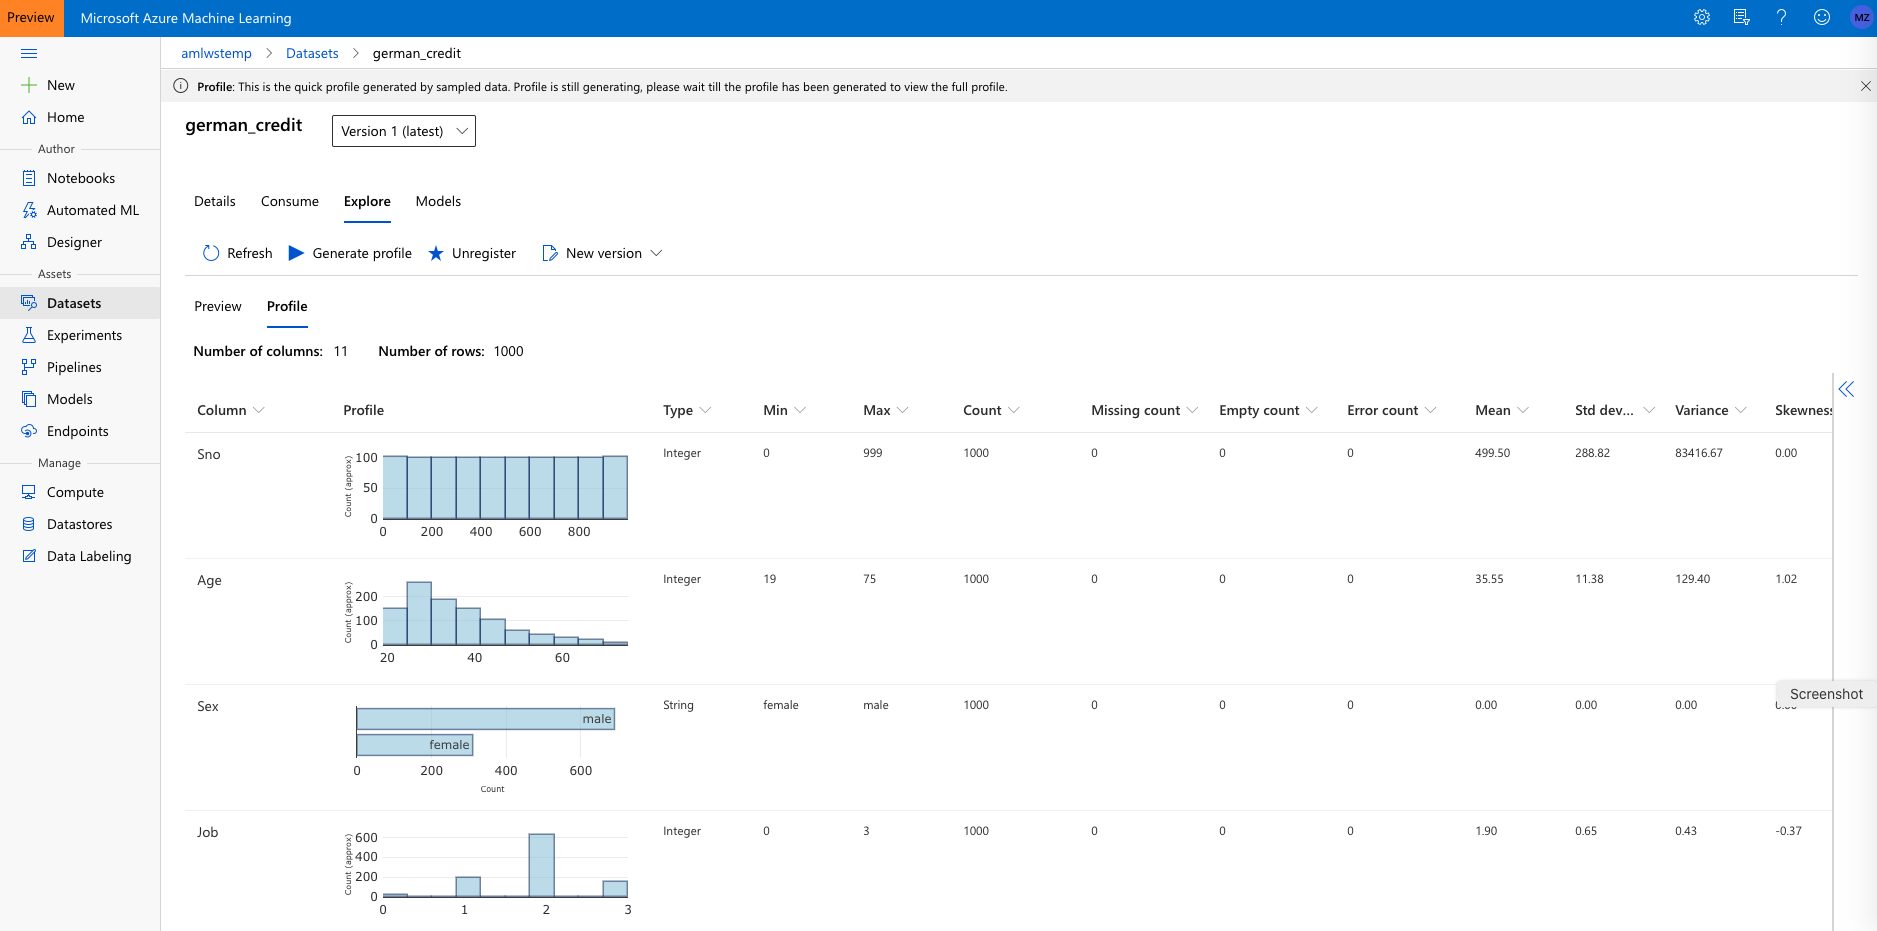 Preview
Microsoft Azure Machine Learning
MZ
amlwstemp > Datasets > german_credit
New
Home
Author
Notebooks
Automated ML
Designer
Assets
Datasets
Experiments
Pipelines
Models
Endpoints
Manage
Compute
Datastores
Data Labeling
Profile: This is the quick profile generated by sampled data. Profile is still generating, please wait till the profile has been generated to view the full profile.
german_credit
Version 1 (latest)
Details Consume Explore Models
Refresh Generate profile Unregister New version
Preview Profile
Number of columns: 11 Number of rows: 1000
Column Profile Type Min Max Count Missing count Empty count Error count Mean Std dev... Variance Skewness
Sno Integer 0 999 1000 0 0 0 499.50 288.82 83416.67 0.00
Count (approx)
100
50
0
0 200 400 600 800
Age Integer 19 75 1000 0 0 0 35.55 11.38 129.40 1.02
Count (approx)
200
100
0
20 40 60
Sex String female male 1000 0 0 0 0.00 0.00 0.00
male
female
0 200 400 600
Count
Screenshot
Job Integer 0 3 1000 0 0 0 1.90 0.65 0.43 -0.37
Count (approx)
600
400
200
0
0 1 2 3